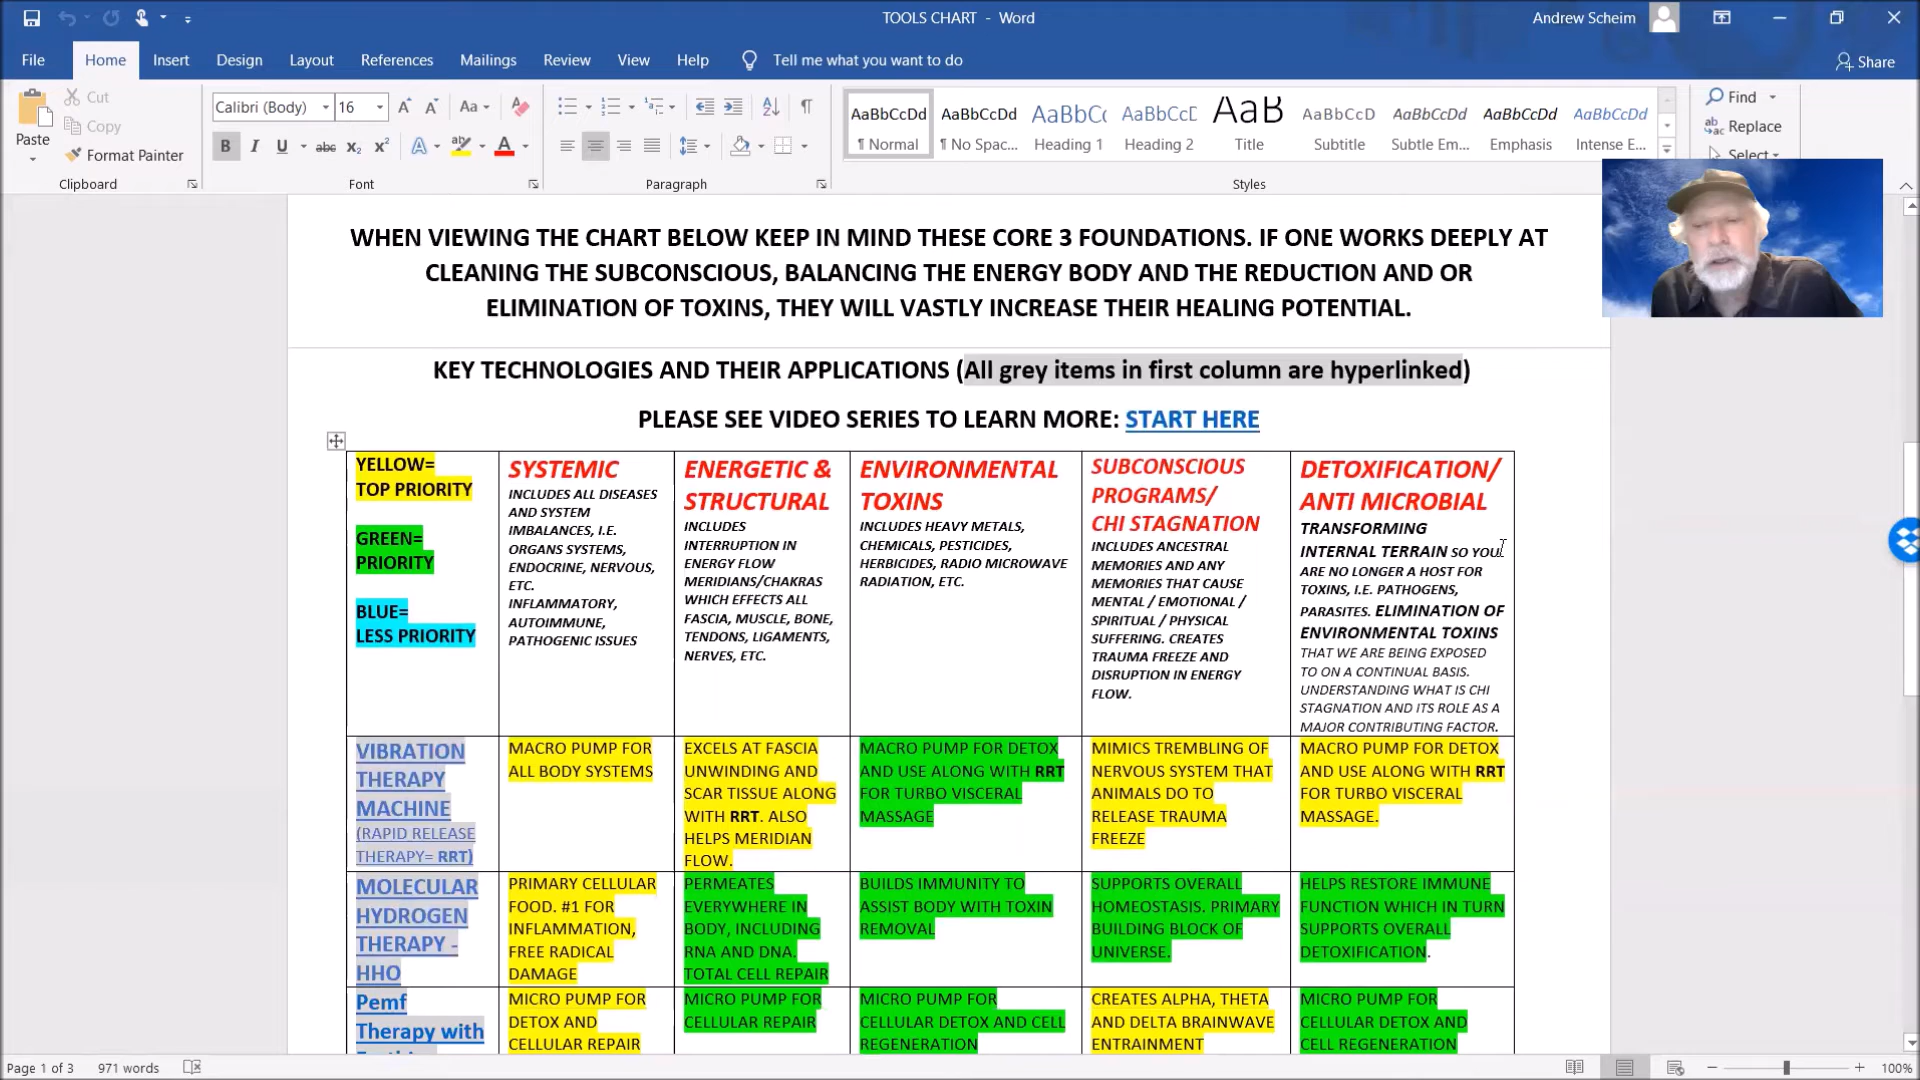 TOOLS CHART - Word
Andrew Scheim
File Home Insert Design Layout References Mailings Review View Help Tell me what you want to do
Share
Paste
Cut
Copy
Format Painter
Clipboard
Calibri (Body) 16
Font
Paragraph
AaBbCcDd AaBbCcDd AaBbCc AaBbCcD AaB AaBbCcD AaBbCcDd AaBbCcDd AaBbCcDd
¶ Normal ¶ No Spac... Heading 1 Heading 2 Title Subtitle Subtle Em... Emphasis Intense E...
Styles
Find
Replace
Select
WHEN VIEWING THE CHART BELOW KEEP IN MIND THESE CORE 3 FOUNDATIONS. IF ONE WORKS DEEPLY AT
CLEANING THE SUBCONSCIOUS, BALANCING THE ENERGY BODY AND THE REDUCTION AND OR
ELIMINATION OF TOXINS, THEY WILL VASTLY INCREASE THEIR HEALING POTENTIAL.
KEY TECHNOLOGIES AND THEIR APPLICATIONS (All grey items in first column are hyperlinked)
PLEASE SEE VIDEO SERIES TO LEARN MORE: START HERE
YELLOW=
TOP PRIORITY
GREEN=
PRIORITY
BLUE=
LESS PRIORITY
SYSTEMIC
INCLUDES ALL DISEASES
AND SYSTEM
IMBALANCES, I.E.
ORGANS SYSTEMS,
ENDOCRINE, NERVOUS,
ETC.
INFLAMMATORY,
AUTOIMMUNE,
PATHOGENIC ISSUES
ENERGETIC &
STRUCTURAL
INCLUDES
INTERRUPTION IN
ENERGY FLOW
MERIDIANS/CHAKRAS
WHICH EFFECTS ALL
FASCIA, MUSCLE, BONE,
TENDONS, LIGAMENTS,
NERVES, ETC.
ENVIRONMENTAL
TOXINS
INCLUDES HEAVY METALS,
CHEMICALS, PESTICIDES,
HERBICIDES, RADIO MICROWAVE
RADIATION, ETC.
SUBCONSCIOUS
PROGRAMS/
CHI STAGNATION
INCLUDES ANCESTRAL
MEMORIES AND ANY
MEMORIES THAT CAUSE
MENTAL / EMOTIONAL /
SPIRITUAL / PHYSICAL
SUFFERING. CREATES
TRAUMA FREEZE AND
DISRUPTION IN ENERGY
FLOW.
DETOXIFICATION/
ANTI MICROBIAL
TRANSFORMING
INTERNAL TERRAIN SO YOU
ARE NO LONGER A HOST FOR
TOXINS, I.E. PATHOGENS,
PARASITES. ELIMINATION OF
ENVIRONMENTAL TOXINS
THAT WE ARE BEING EXPOSED
TO ON A CONTINUAL BASIS.
UNDERSTANDING WHAT IS CHI
STAGNATION AND ITS ROLE AS A
MAJOR CONTRIBUTING FACTOR.
VIBRATION
THERAPY
MACHINE
(RAPID RELEASE
THERAPY= RRT)
MACRO PUMP FOR
ALL BODY SYSTEMS
EXCELS AT FASCIA
UNWINDING AND
SCAR TISSUE ALONG
WITH RRT. ALSO
HELPS MERIDIAN
FLOW.
MACRO PUMP FOR DETOX
AND USE ALONG WITH RRT
FOR TURBO VISCERAL
MASSAGE
MIMICS TREMBLING OF
NERVOUS SYSTEM THAT
ANIMALS DO TO
RELEASE TRAUMA
FREEZE
MACRO PUMP FOR DETOX
AND USE ALONG WITH RRT
FOR TURBO VISCERAL
MASSAGE.
MOLECULAR
HYDROGEN
THERAPY -
HHO
PRIMARY CELLULAR
FOOD. #1 FOR
INFLAMMATION,
FREE RADICAL
DAMAGE
PERMEATES
EVERYWHERE IN
BODY, INCLUDING
RNA AND DNA.
TOTAL CELL REPAIR
BUILDS IMMUNITY TO
ASSIST BODY WITH TOXIN
REMOVAL
SUPPORTS OVERALL
HOMEOSTASIS. PRIMARY
BUILDING BLOCK OF
UNIVERSE.
HELPS RESTORE IMMUNE
FUNCTION WHICH IN TURN
SUPPORTS OVERALL
DETOXIFICATION.
Pemf
Therapy with
MICRO PUMP FOR
DETOX AND
CELLULAR REPAIR
MICRO PUMP FOR
CELLULAR REPAIR
MICRO PUMP FOR
CELLULAR DETOX AND CELL
REGENERATION
CREATES ALPHA, THETA
AND DELTA BRAINWAVE
ENTRAINMENT
MICRO PUMP FOR
CELLULAR DETOX AND
CELL REGENERATION
Page 1 of 3 971 words
100%